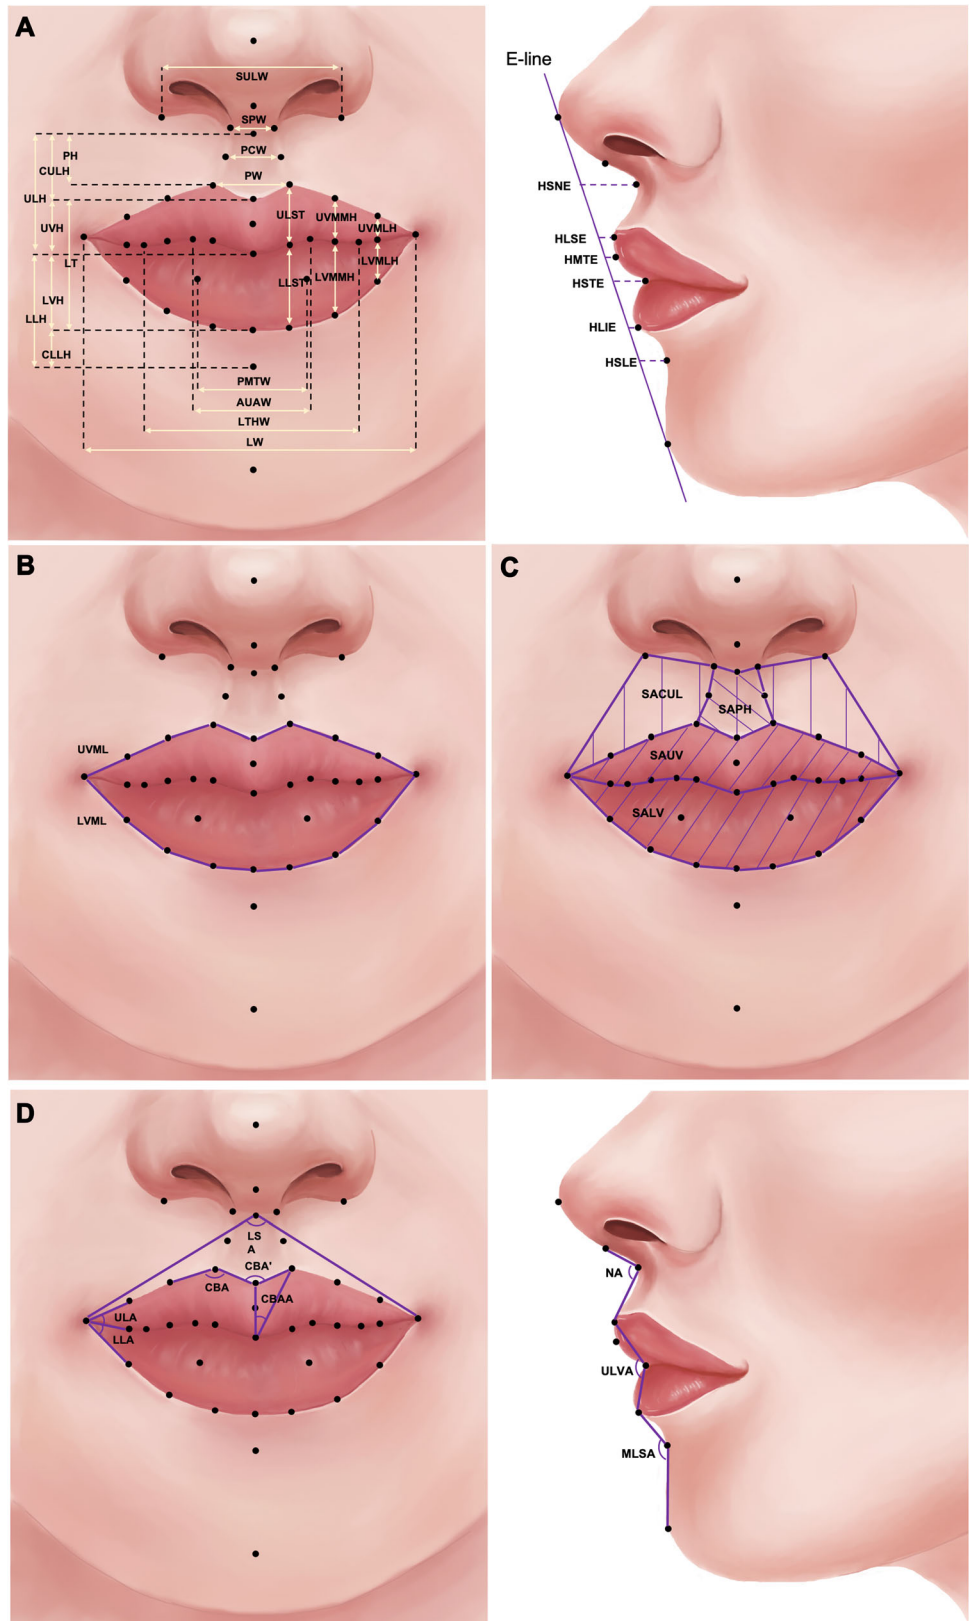 A
SULW
SPW
PH
PCW
CULH
PW
ULH
ULST
UVMMH
UVH
UVMLH
LT
LVMLH
LLST
LVMMH
LVH
LLH
CLLH
PMTW
AUAW
LTHW
LW
E-line
HSNE
HLSE
HMTE
HSTE
HLIE
HSLE
B
UVML
LVML
C
SACUL
SAPH
SAUV
SALV
D
LS
A
CBA'
CBA
CBAA
ULA
LLA
NA
ULVA
MLSA